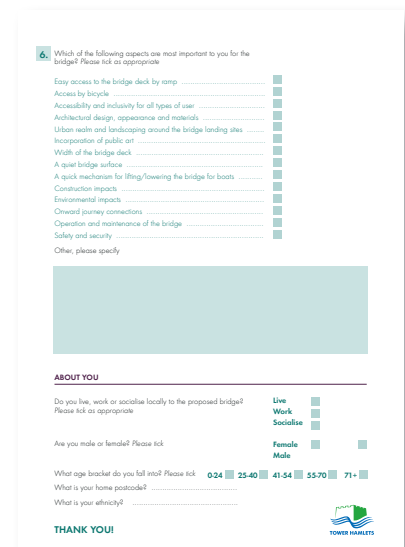 6. Which of the following aspects are most important to you for the
bridge? Please tick as appropriate
Easy access to the bridge deck by ramp
Access by bicycle
Accessibility and inclusivity for all types of user
Architectural design, appearance and materials
Urban realm and landscaping around the bridge landing sites
Incorporation of public art
Width of the bridge deck
A quiet bridge surface
A quick mechanism for lifting/lowering the bridge for boats
Construction impacts
Environmental impacts
Onward journey connections
Operation and maintenance of the bridge
Safety and security
Other, please specify
ABOUT YOU
Do you live, work or socialise locally to the proposed bridge?
Please tick as appropriate
Live
Work
Socialise
Are you male or female? Please tick
Female
Male
What age bracket do you fall into? Please tick 0-24 25-40 41-54 55-70 71+
What is your home postcode?
What is your ethnicity?
THANK YOU!
TOWER HAMLETS